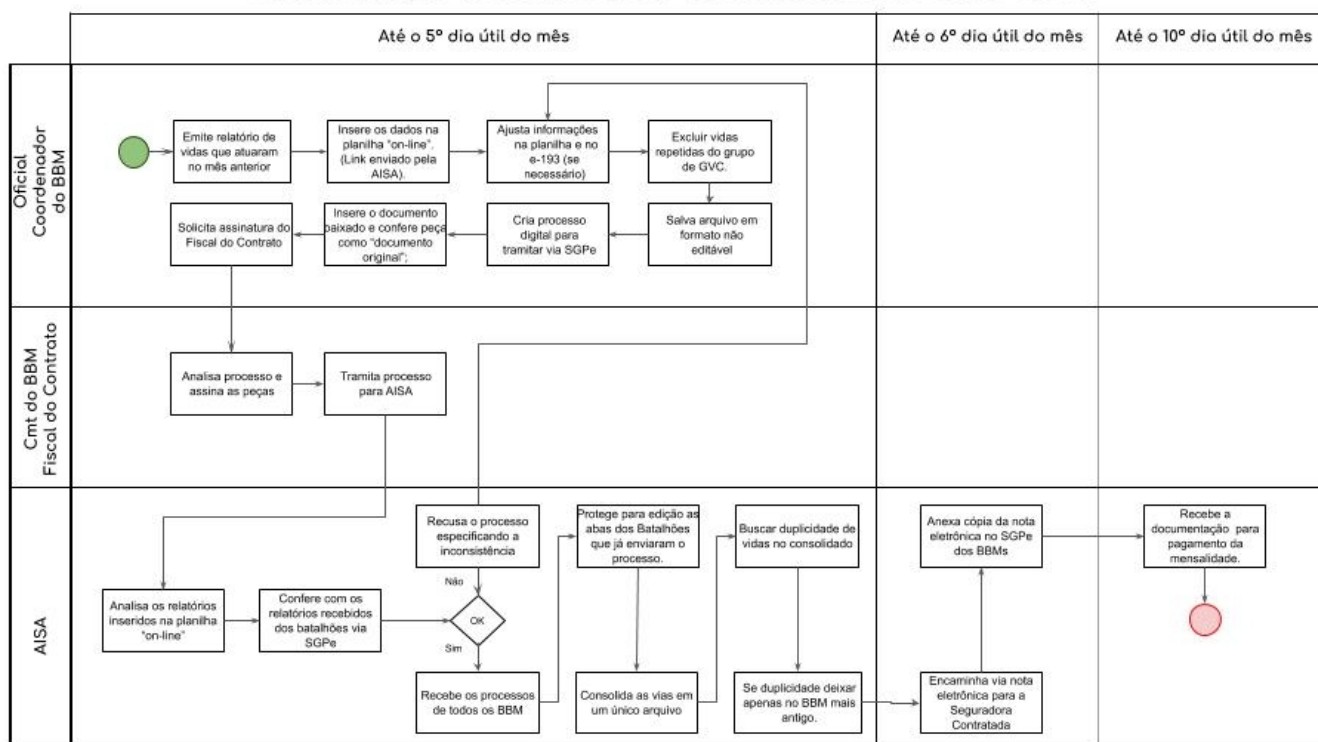 Até o 5º dia útil do mês
Até o 6º dia útil do mês
Até o 10º dia útil do mês
Oficial
Coordenador
do BBM
Emite relatório de
vidas que atuaram
no mês anterior
Insere os dados na
planilha "on-line".
(Link enviado pela
AISA).
Ajusta informações
na planilha e no
e-193 (se
necessário)
Excluir vidas
repetidas do grupo
de GVC.
Solicita assinatura do
Fiscal do Contrato
Insere o documento
baixado e confere peça
como "documento
original";
Cria processo
digital para
tramitar via SGPe
Salva arquivo em
formato não
editável
Cmt do BBM
Fiscal do Contrato
Analisa processo e
assina as peças
Tramita processo
para AISA
AISA
Recusa o processo
especificando a
inconsistência
Protege para edição as
abas dos Batalhões
que já enviaram o
processo.
Buscar duplicidade de
vidas no consolidado
Anexa cópia da nota
eletrônica no SGPe
dos BBMs
Recebe a
documentação para
pagamento da
mensalidade.
Não
Analisa os relatórios
inseridos na planilha
"on-line"
Confere com os
relatórios recebidos
dos batalhões via
SGPe
OK
Sim
Recebe os processos
de todos os BBM
Consolida as vias em
um único arquivo
Se duplicidade deixar
apenas no BBM mais
antigo.
Encaminha via nota
eletrônica para a
Seguradora
Contratada